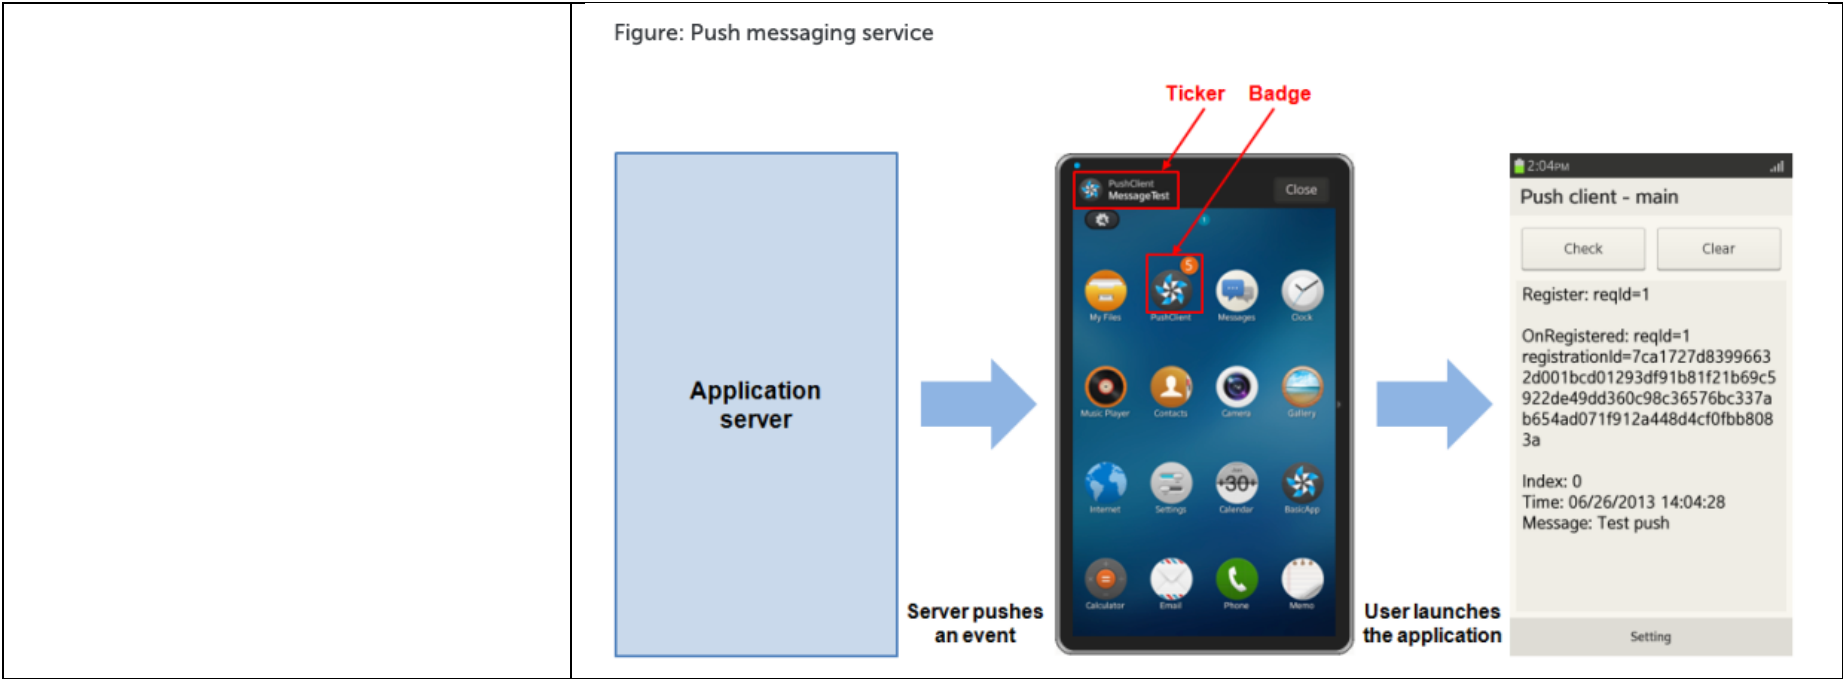 Figure: Push messaging service
Ticker Badge
Application
server
Server pushes
an event
PushClient
MessageTest
Close
5
My Files PushClient Messages Clock
Music Player Contacts Camera Gallery
30
Internet Settings Calendar BasicApp
Calculator Email Phone Memo
User launches
the application
2:04PM
Push client - main
Check Clear
Register: reqId=1
OnRegistered: reqId=1
registrationId=7ca1727d8399663
2d001bcd01293df91b81f21b69c5
922de49dd360c98c36576bc337a
b654ad071f912a448d4cf0fbb808
3a
Index: 0
Time: 06/26/2013 14:04:28
Message: Test push
Setting